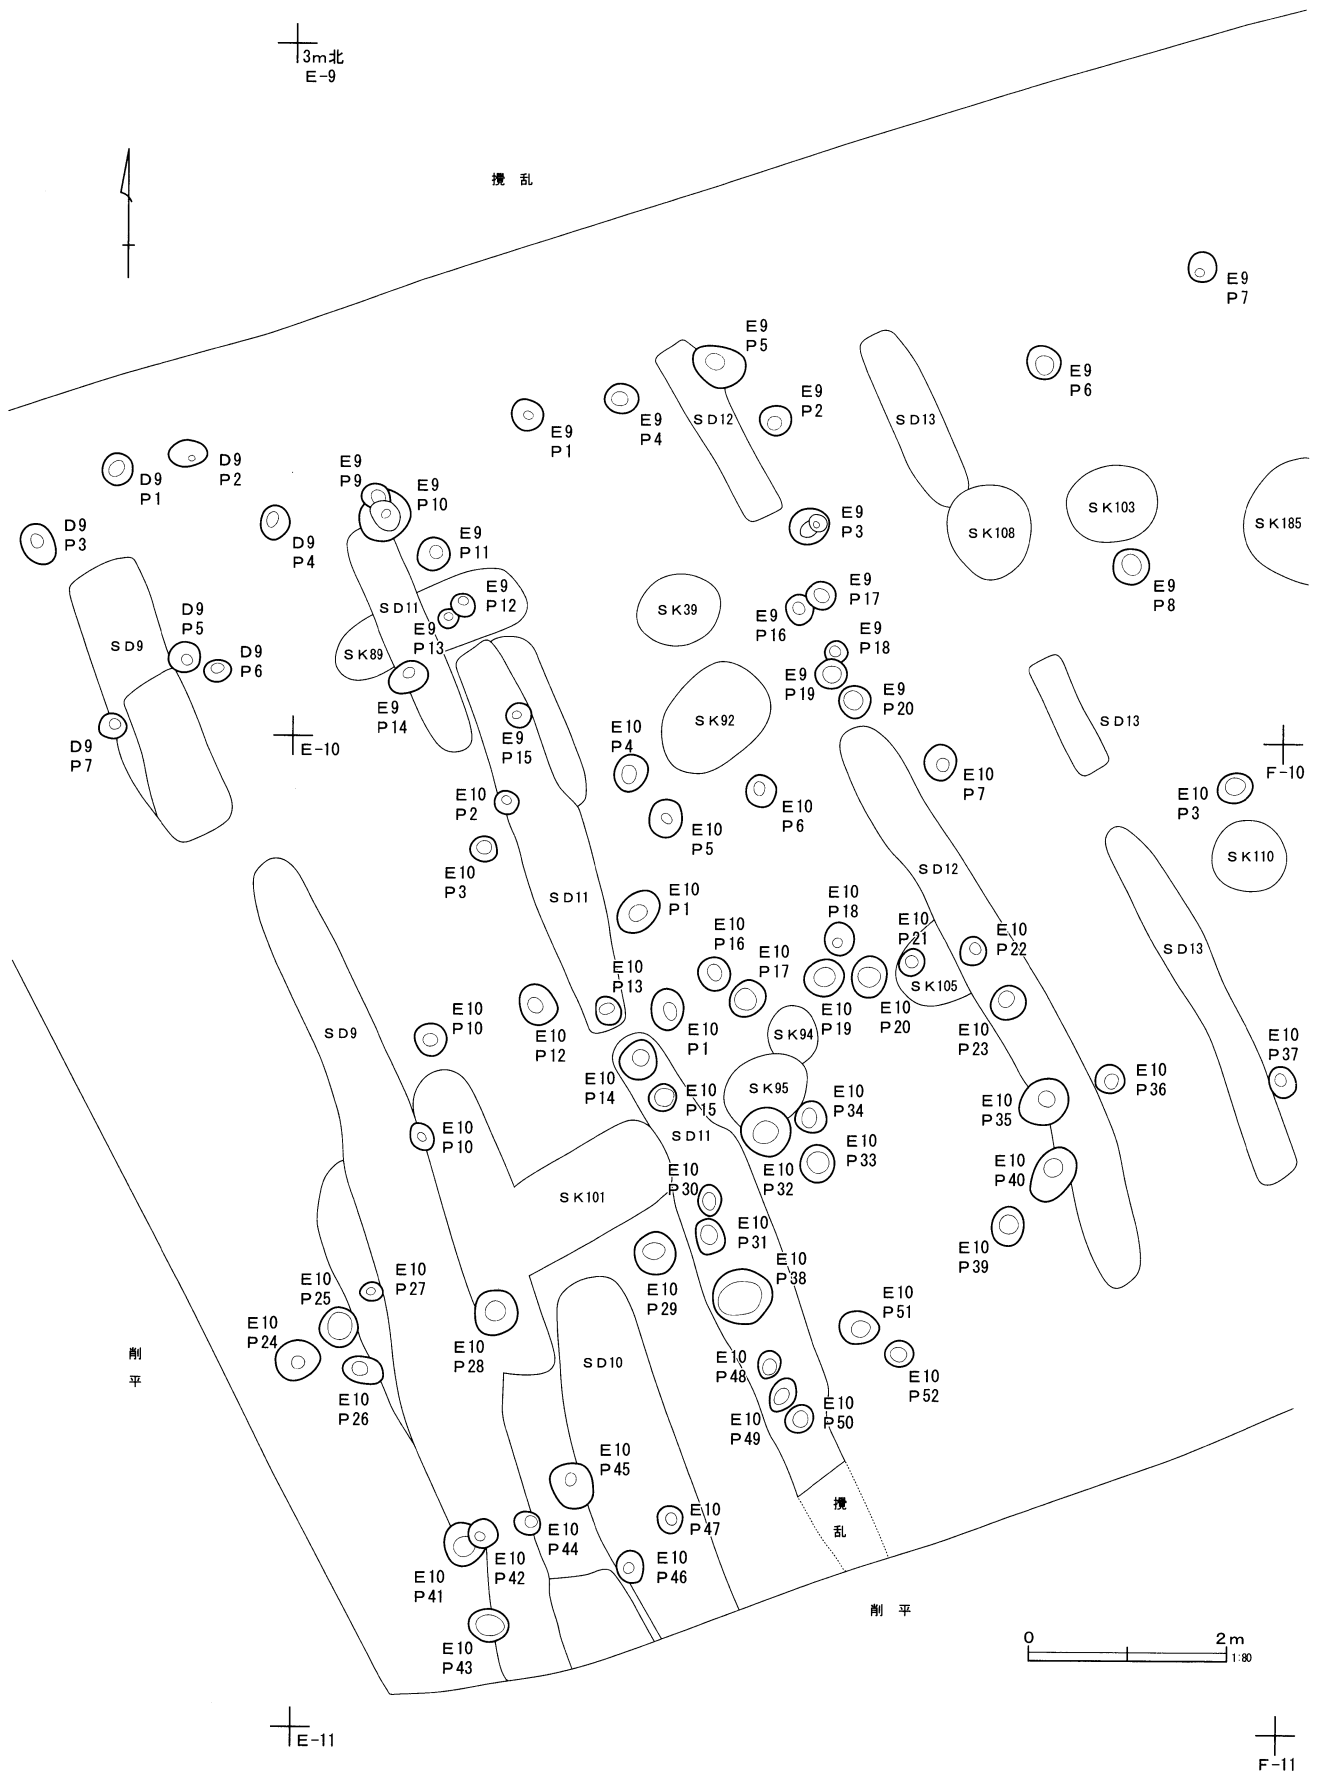 3m北
E-9
攪 乱
E9
P7
E9
P5
E9
P6
E9
P2
E9
P4
SD12
SD13
E9
P1
D9
P1
D9
P2
E9
P9
E9
P10
SK103
SK185
SK108
E9
P3
D9
P3
D9
P4
E9
P11
E9
P8
E9
P12
SD11
E9
P13
SK39
E9
P17
E9
P16
D9
P5
SD9
SK89
D9
P6
E9
P18
E9
P19
E9
P20
E9
P14
SK92
SD13
D9
P7
E-10
E9
P15
E10
P4
F-10
E10
P7
E10
P3
E10
P2
E10
P6
E10
P5
E10
P3
SD12
SK110
SD11
E10
P1
E10
P18
E10
P21
E10
P22
E10
P16
E10
P17
SD13
E10
P13
SK105
E10
P10
E10
P12
E10
P1
E10
P19
E10
P20
E10
P23
SD9
SK94
E10
P37
E10
P14
E10
P15
SK95
E10
P34
E10
P35
E10
P36
E10
P10
SD11
E10
P33
E10
P32
E10
P30
E10
P40
SK101
E10
P31
E10
P39
E10
P27
E10
P25
E10
P38
E10
P29
E10
P24
E10
P51
削
平
E10
P28
SD10
E10
P48
E10
P52
E10
P26
E10
P49
E10
P50
E10
P45
攪
乱
E10
P47
E10
P44
E10
P42
E10
P46
E10
P41
削 平
E10
P43
0 2m
1:80
E-11
F-11